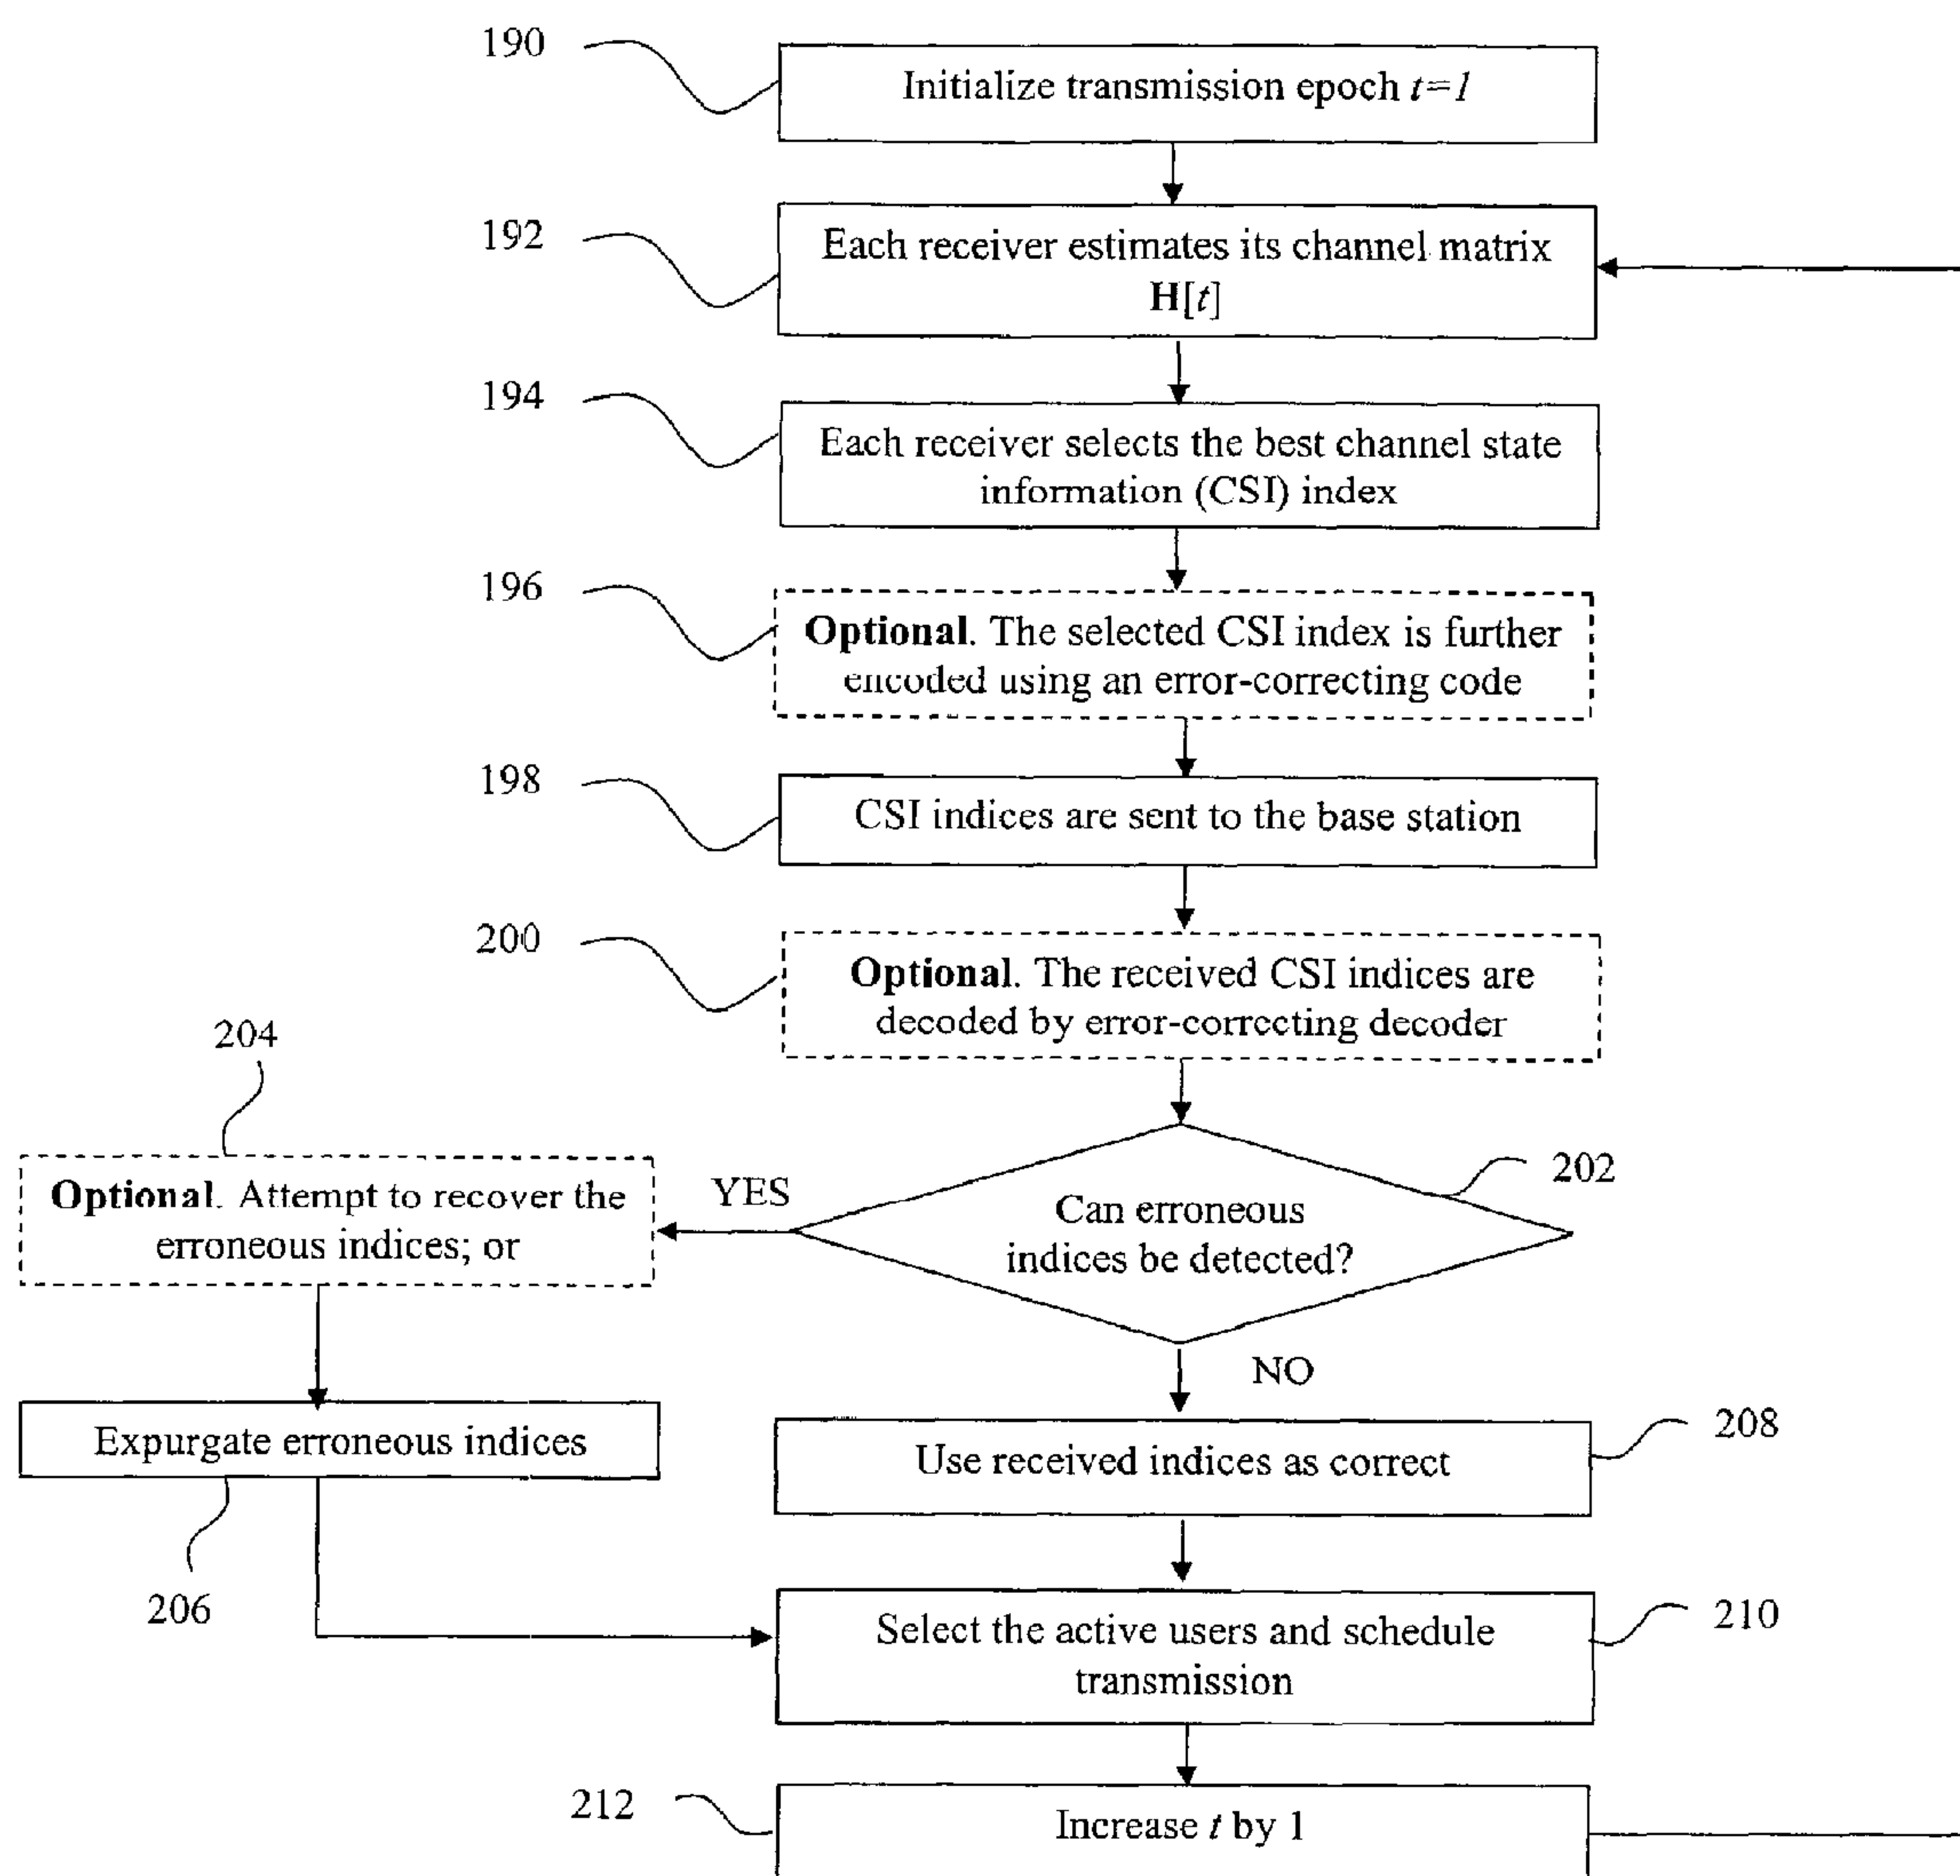 190
Initialize transmission epoch t=1
192
Each receiver estimates its channel matrix
H[t]
194
Each receiver selects the best channel state
information (CSI) index
196
Optional. The selected CSI index is further
encoded using an error-correcting code
198
CSI indices are sent to the base station
200
Optional. The received CSI indices are
decoded by error-correcting decoder
204
202
Optional. Attempt to recover the
erroneous indices; or
YES
Can erroneous
indices be detected?
NO
Expurgate erroneous indices
208
Use received indices as correct
206
210
Select the active users and schedule
transmission
212
Increase t by 1